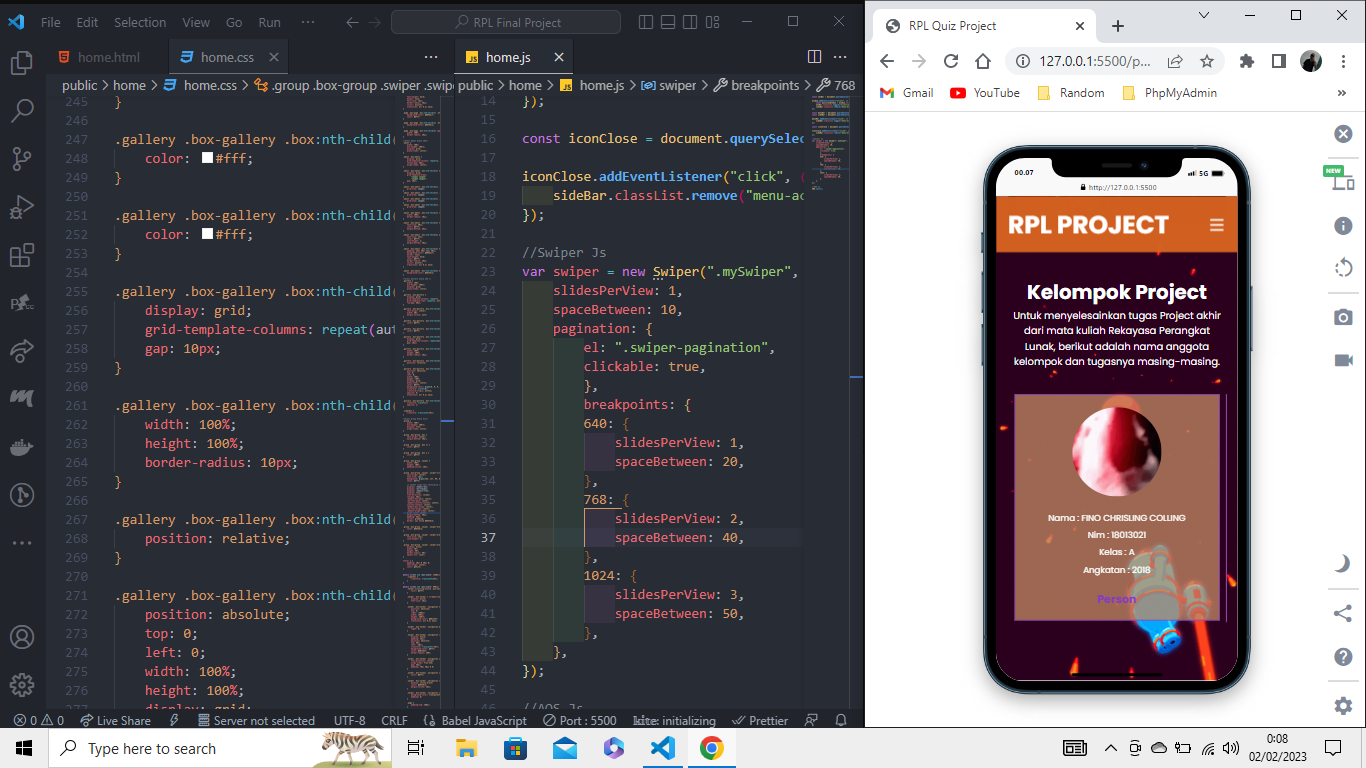 File Edit Selection View Go Run ··· RPL Final Project
home.html home.css ···
public > home > home.css > .group .box-group .swiper .swip
245 }
246
247 .gallery .box-gallery .box:nth-child(
248 color: #fff;
249 }
250
251 .gallery .box-gallery .box:nth-child(
252 color: #fff;
253 }
254
255 .gallery .box-gallery .box:nth-child(
256 display: grid;
257 grid-template-columns: repeat(aut
258 gap: 10px;
259 }
260
261 .gallery .box-gallery .box:nth-child(
262 width: 100%;
263 height: 100%;
264 border-radius: 10px;
265 }
266
267 .gallery .box-gallery .box:nth-child(
268 position: relative;
269 }
270
271 .gallery .box-gallery .box:nth-child(
272 position: absolute;
273 top: 0;
274 left: 0;
275 width: 100%;
276 height: 100%;
home.js ···
public > home > home.js > swiper > breakpoints > 768
14 });
15
16 const iconClose = document.querySelec
17
18 iconClose.addEventListener("click", (
19 sideBar.classList.remove("menu-ac
20 });
21
22 //Swiper Js
23 var swiper = new Swiper(".mySwiper",
24 slidesPerView: 1,
25 spaceBetween: 10,
26 pagination: {
27 el: ".swiper-pagination",
28 clickable: true,
29 },
30 breakpoints: {
31 640: {
32 slidesPerView: 1,
33 spaceBetween: 20,
34 },
35 768: {
36 slidesPerView: 2,
37 spaceBetween: 40,
38 },
39 1024: {
40 slidesPerView: 3,
41 spaceBetween: 50,
42 },
43 },
44 });
45
46 //AOS Js
0 0 Live Share Server not selected UTF-8 CRLF {} Babel JavaScript Port : 5500 kite: initializing Prettier
RPL Quiz Project
127.0.0.1:5500/p...
Gmail YouTube Random PhpMyAdmin »
NEW
00.07 5G
http://127.0.0.1:5500
RPL PROJECT
Kelompok Project
Untuk menyelesainkan tugas Project akhir
dari mata kuliah Rekayasa Perangkat
Lunak, berikut adalah nama anggota
kelompok dan tugasnya masing-masing.
Nama : FINO CHRISLING COLLING
Nim : 18013021
Kelas : A
Angkatan : 2018
Person
Type here to search
0:08
02/02/2023